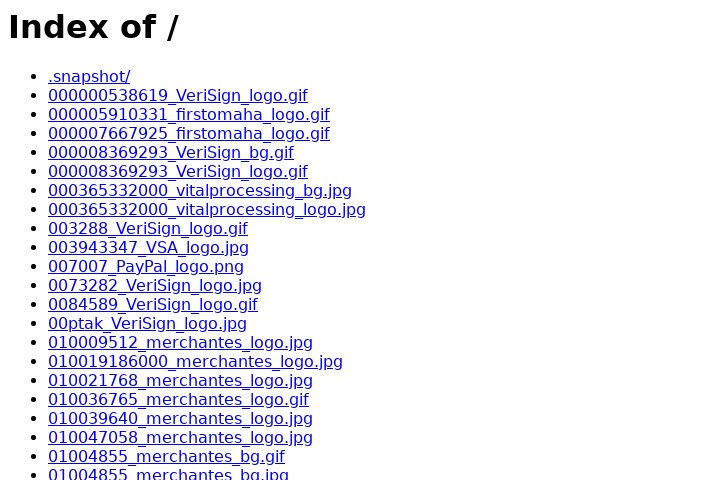 Index of /
.snapshot/
000000538619_VeriSign_logo.gif
000005910331_firstomaha_logo.gif
000007667925_firstomaha_logo.gif
000008369293_VeriSign_bg.gif
000008369293_VeriSign_logo.gif
000365332000_vitalprocessing_bg.jpg
000365332000_vitalprocessing_logo.jpg
003288_VeriSign_logo.gif
003943347_VSA_logo.jpg
007007_PayPal_logo.png
0073282_VeriSign_logo.jpg
0084589_VeriSign_logo.gif
00ptak_VeriSign_logo.jpg
010009512_merchantes_logo.jpg
010019186000_merchantes_logo.jpg
010021768_merchantes_logo.jpg
010036765_merchantes_logo.gif
010039640_merchantes_logo.jpg
010047058_merchantes_logo.jpg
01004855_merchantes_bg.gif
01004855_merchantes_bg.jpg